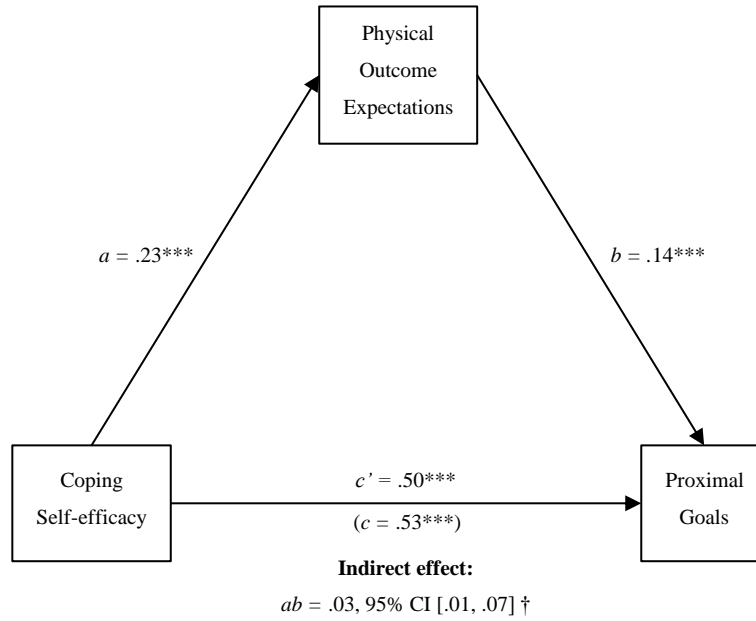 Physical
Outcome
Expectations
a = .23***
b = .14***
Coping
Self-efficacy
c’ = .50***
(c = .53***)
Proximal
Goals
Indirect effect:
ab = .03, 95% CI [.01, .07] †